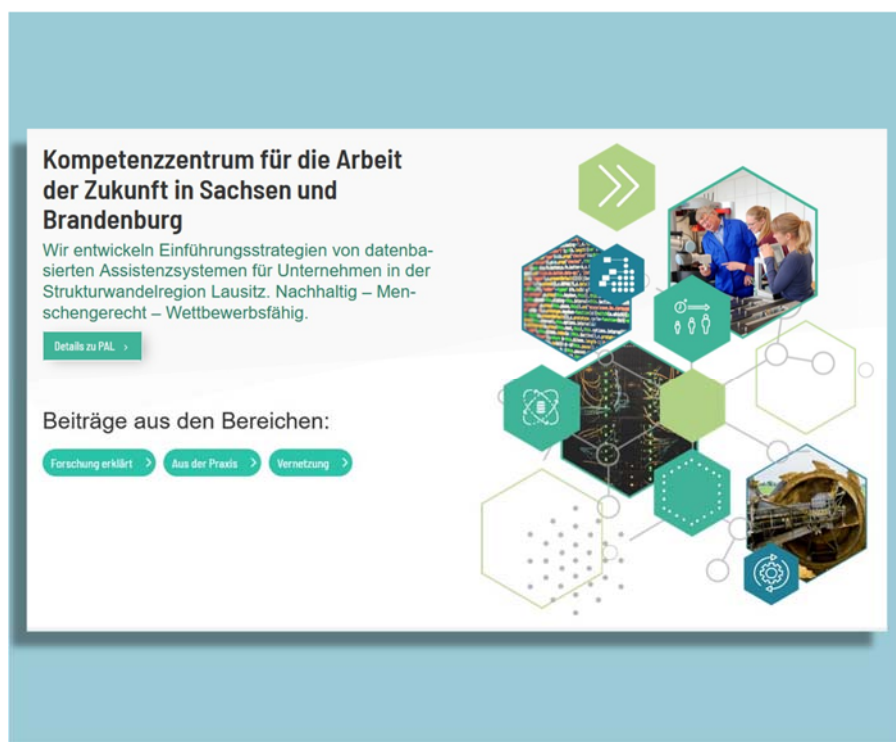 Kompetenzzentrum für die Arbeit
der Zukunft in Sachsen und
Brandenburg
Wir entwickeln Einführungsstrategien von datenba-
sierten Assistenzsystemen für Unternehmen in der
Strukturwandelregion Lausitz. Nachhaltig – Men-
schengerecht – Wettbewerbsfähig.
Details zu PAL >
Beiträge aus den Bereichen:
Forschung erklärt > Aus der Praxis > Vernetzung >